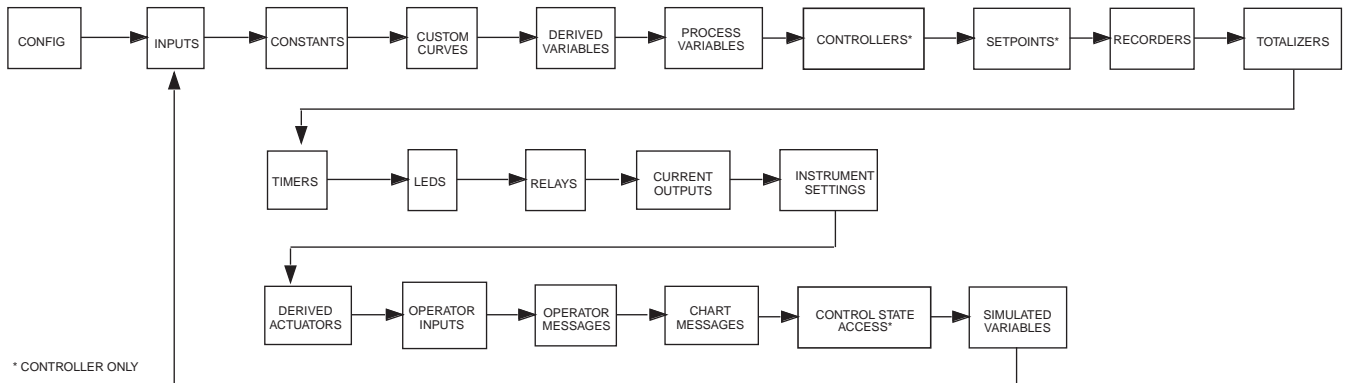 CONFIG
INPUTS
CONSTANTS
CUSTOM
CURVES
DERIVED
VARIABLES
PROCESS
VARIABLES
CONTROLLERS*
SETPOINTS*
RECORDERS
TOTALIZERS
TIMERS
LEDS
RELAYS
CURRENT
OUTPUTS
INSTRUMENT
SETTINGS
DERIVED
ACTUATORS
OPERATOR
INPUTS
OPERATOR
MESSAGES
CHART
MESSAGES
CONTROL STATE
ACCESS*
SIMULATED
VARIABLES
* CONTROLLER ONLY